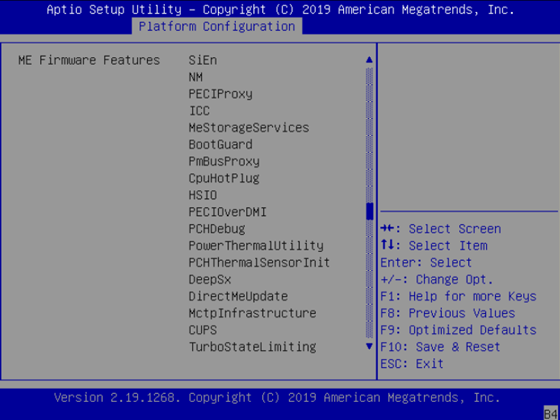 Aptio Setup Utility – Copyright (C) 2019 American Megatrends, Inc.
Platform Configuration
ME Firmware Features SiEn
NM
PECIProxy
ICC
MeStorageServices
BootGuard
PmBusProxy
CpuHotPlug
HSIO
PECIOverDMI
PCHDebug
PowerThermalUtility
PCHThermalSensorInit
DeepSx
DirectMeUpdate
MctpInfrastructure
CUPS
TurboStateLimiting
→←: Select Screen
↑↓: Select Item
Enter: Select
+/-: Change Opt.
F1: Help for more Keys
F8: Previous Values
F9: Optimized Defaults
F10: Save & Reset
ESC: Exit
Version 2.19.1268. Copyright (C) 2019 American Megatrends, Inc.
B4